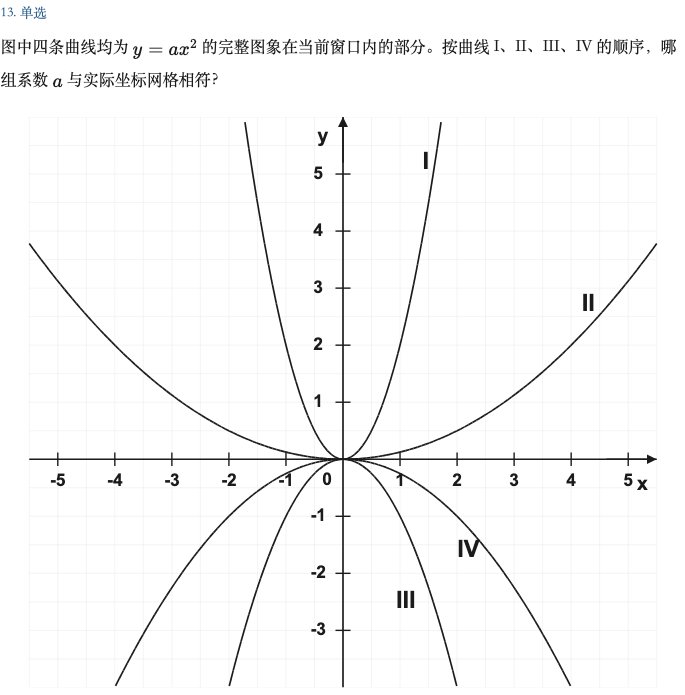 13. 单选
图中四条曲线均为 y = ax² 的完整图象在当前窗口内的部分。按曲线 I、II、III、IV 的顺序，哪
组系数 a 与实际坐标网格相符?
y
I
5
4
3
II
2
1
-5 -4 -3 -2 -1 0 1 2 3 4 5 x
-1
IV
-2
III
-3